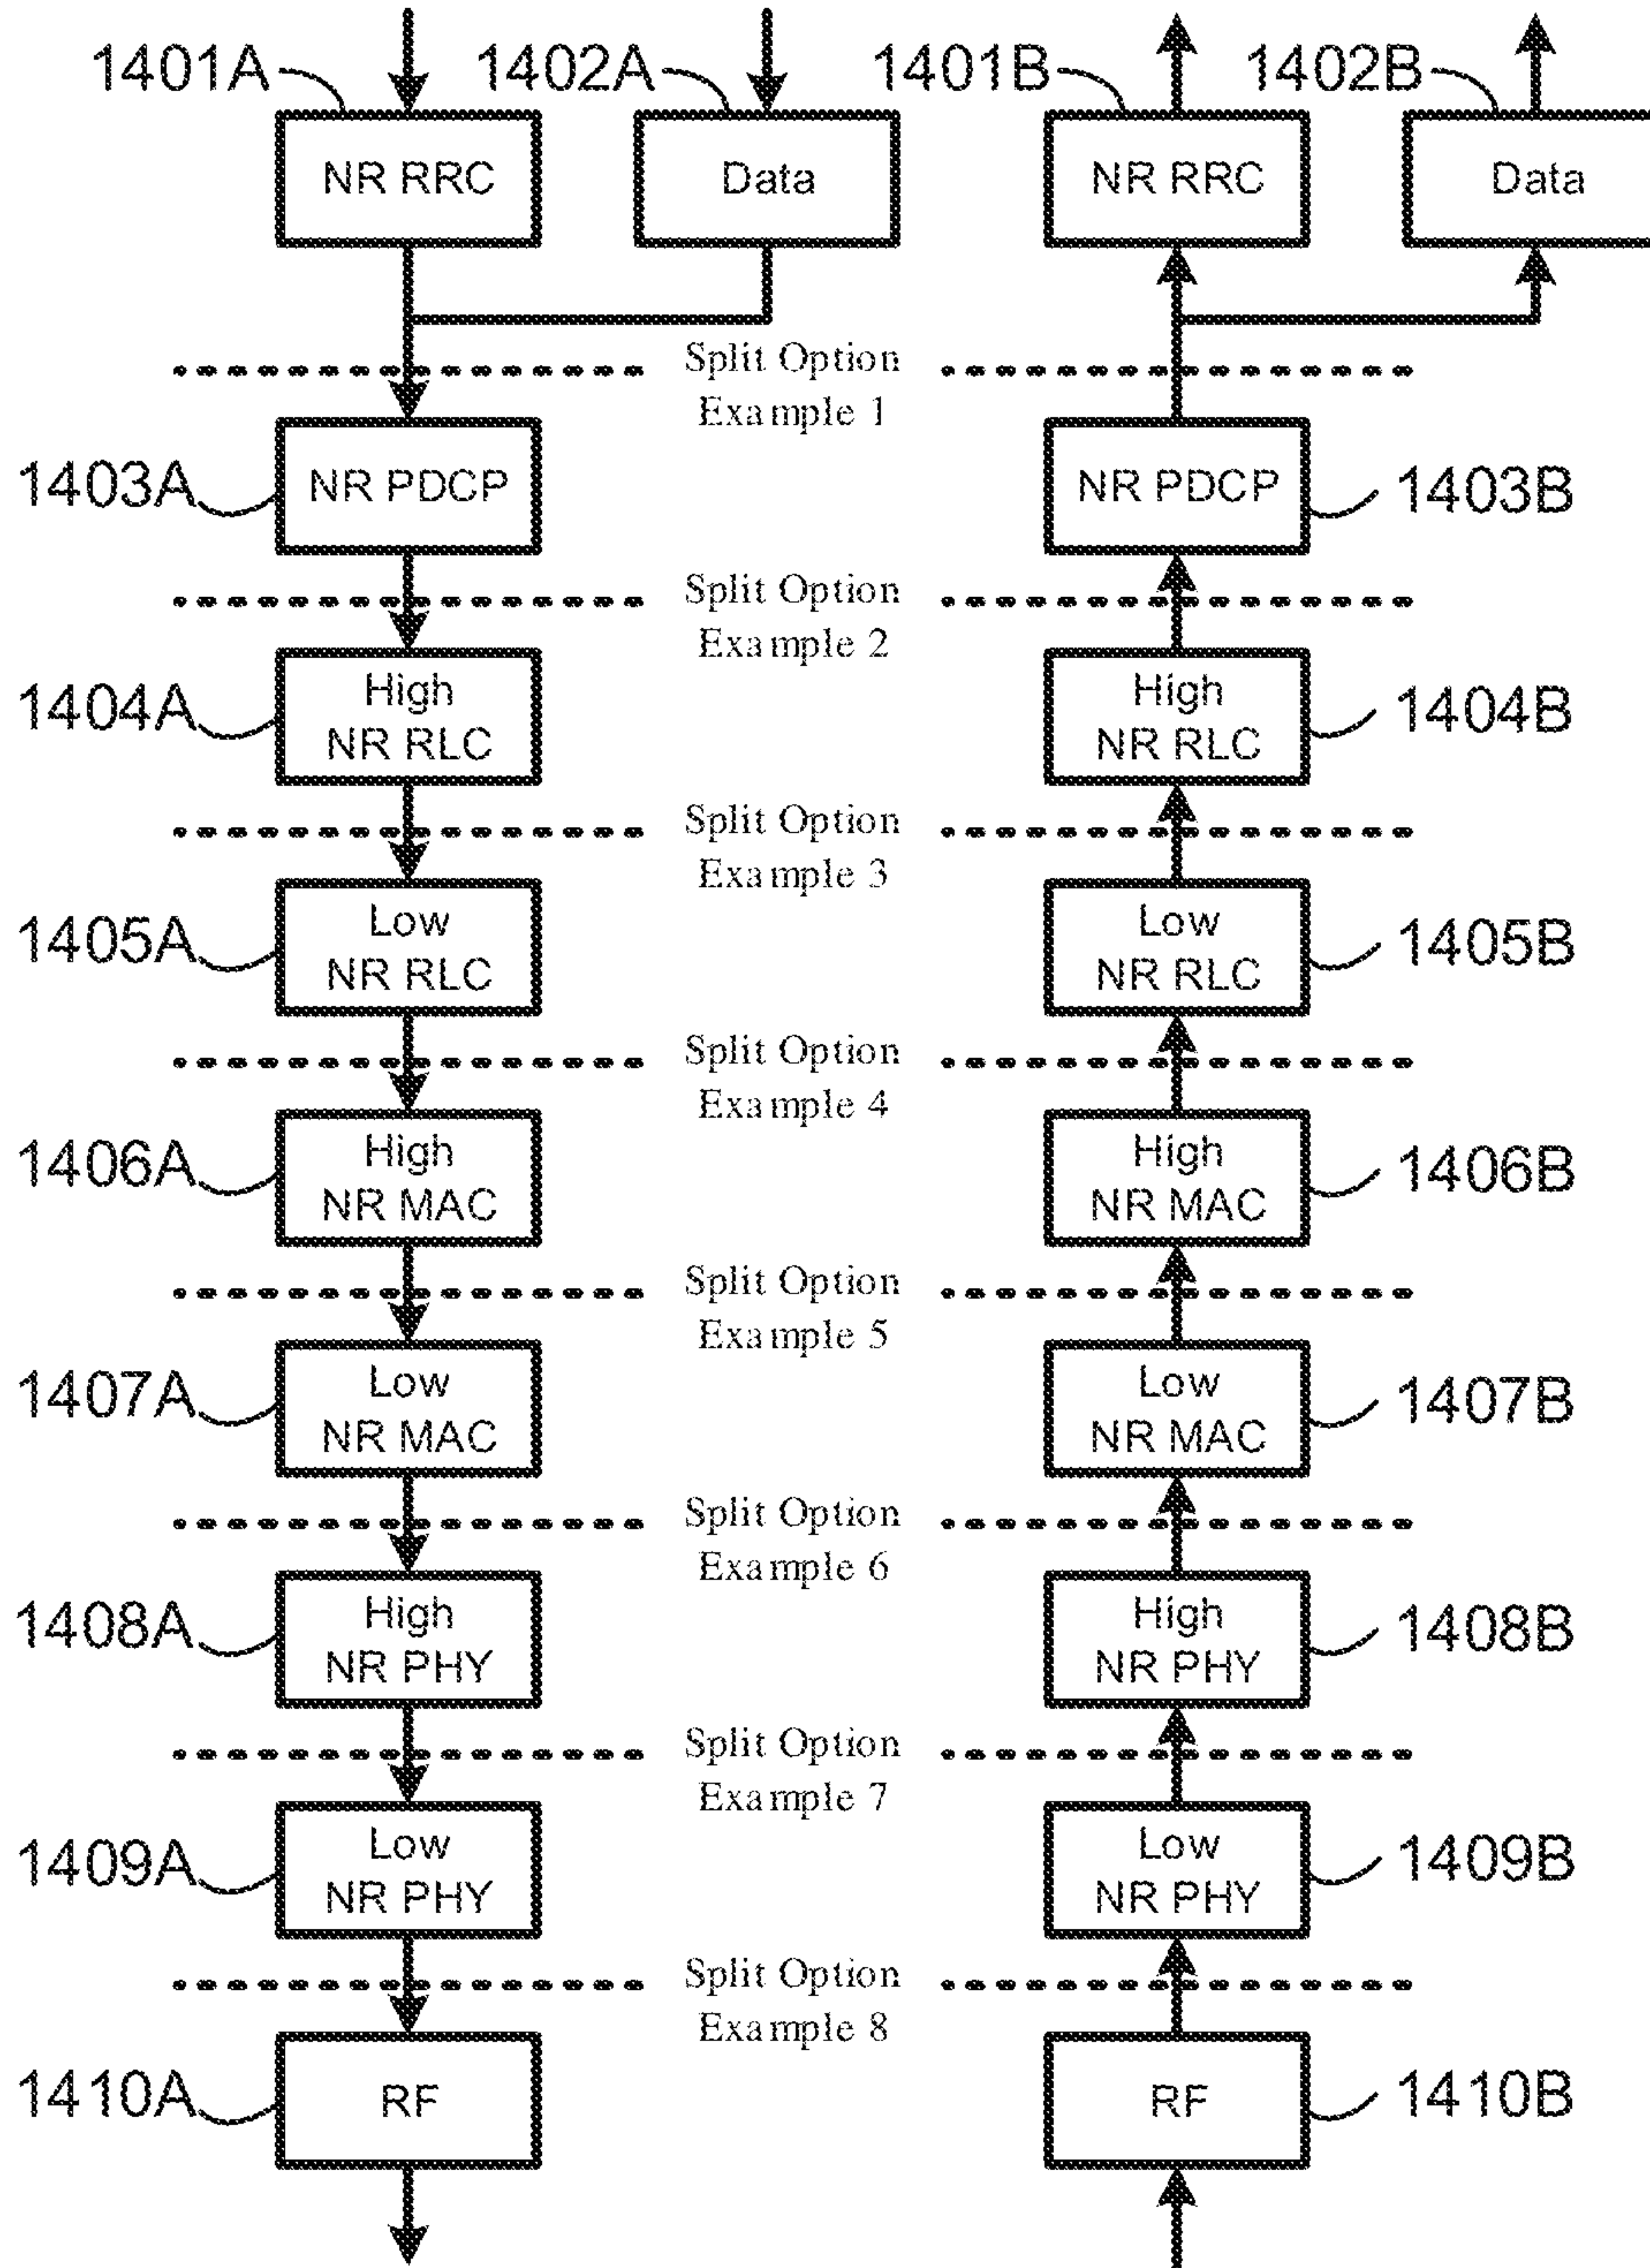 1401A 1402A 1401B 1402B
NR RRC Data NR RRC Data
Split Option
Example 1
1403A NR PDCP NR PDCP 1403B
Split Option
Example 2
1404A High NR RLC High NR RLC 1404B
Split Option
Example 3
1405A Low NR RLC Low NR RLC 1405B
Split Option
Example 4
1406A High NR MAC High NR MAC 1406B
Split Option
Example 5
1407A Low NR MAC Low NR MAC 1407B
Split Option
Example 6
1408A High NR PHY High NR PHY 1408B
Split Option
Example 7
1409A Low NR PHY Low NR PHY 1409B
Split Option
Example 8
1410A RF RF 1410B